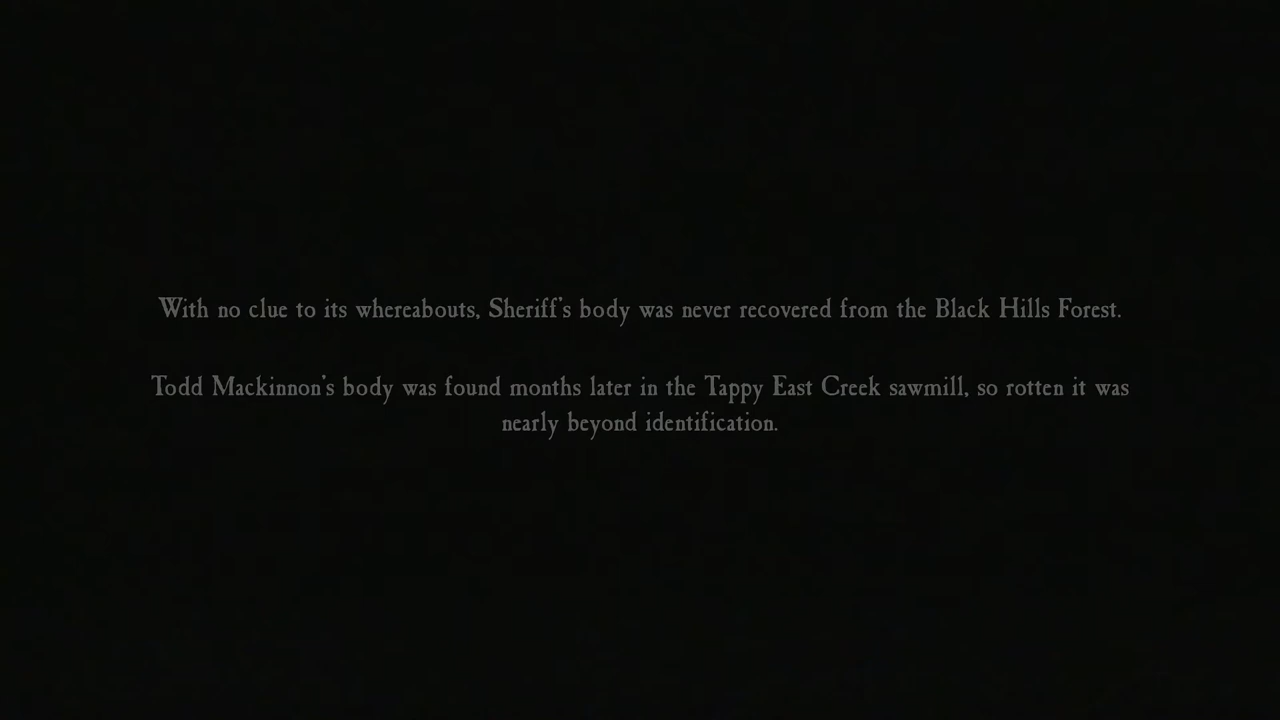 With no clue to its whereabouts, Sheriff's body was never recovered from the Black Hills Forest.
Todd Mackinnon's body was found months later in the Tappy East Creek sawmill, so rotten it was
nearly beyond identification.